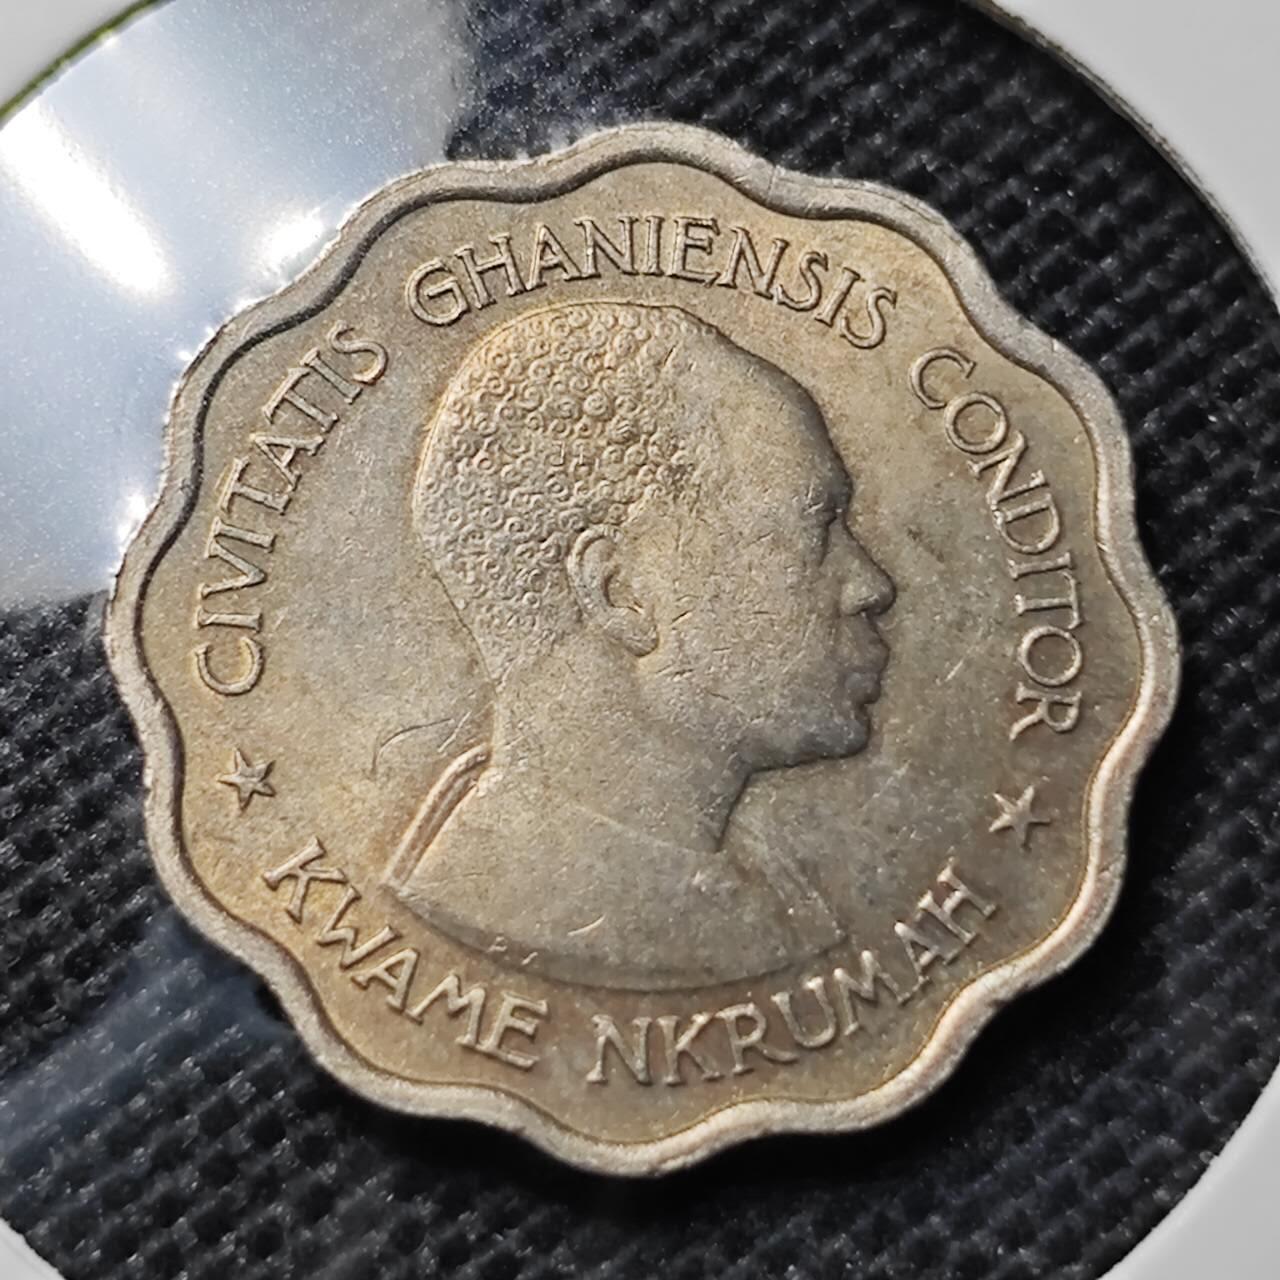 CIVITATIS GHANIENSIS CONDITOR
KWAME NKRUMAH